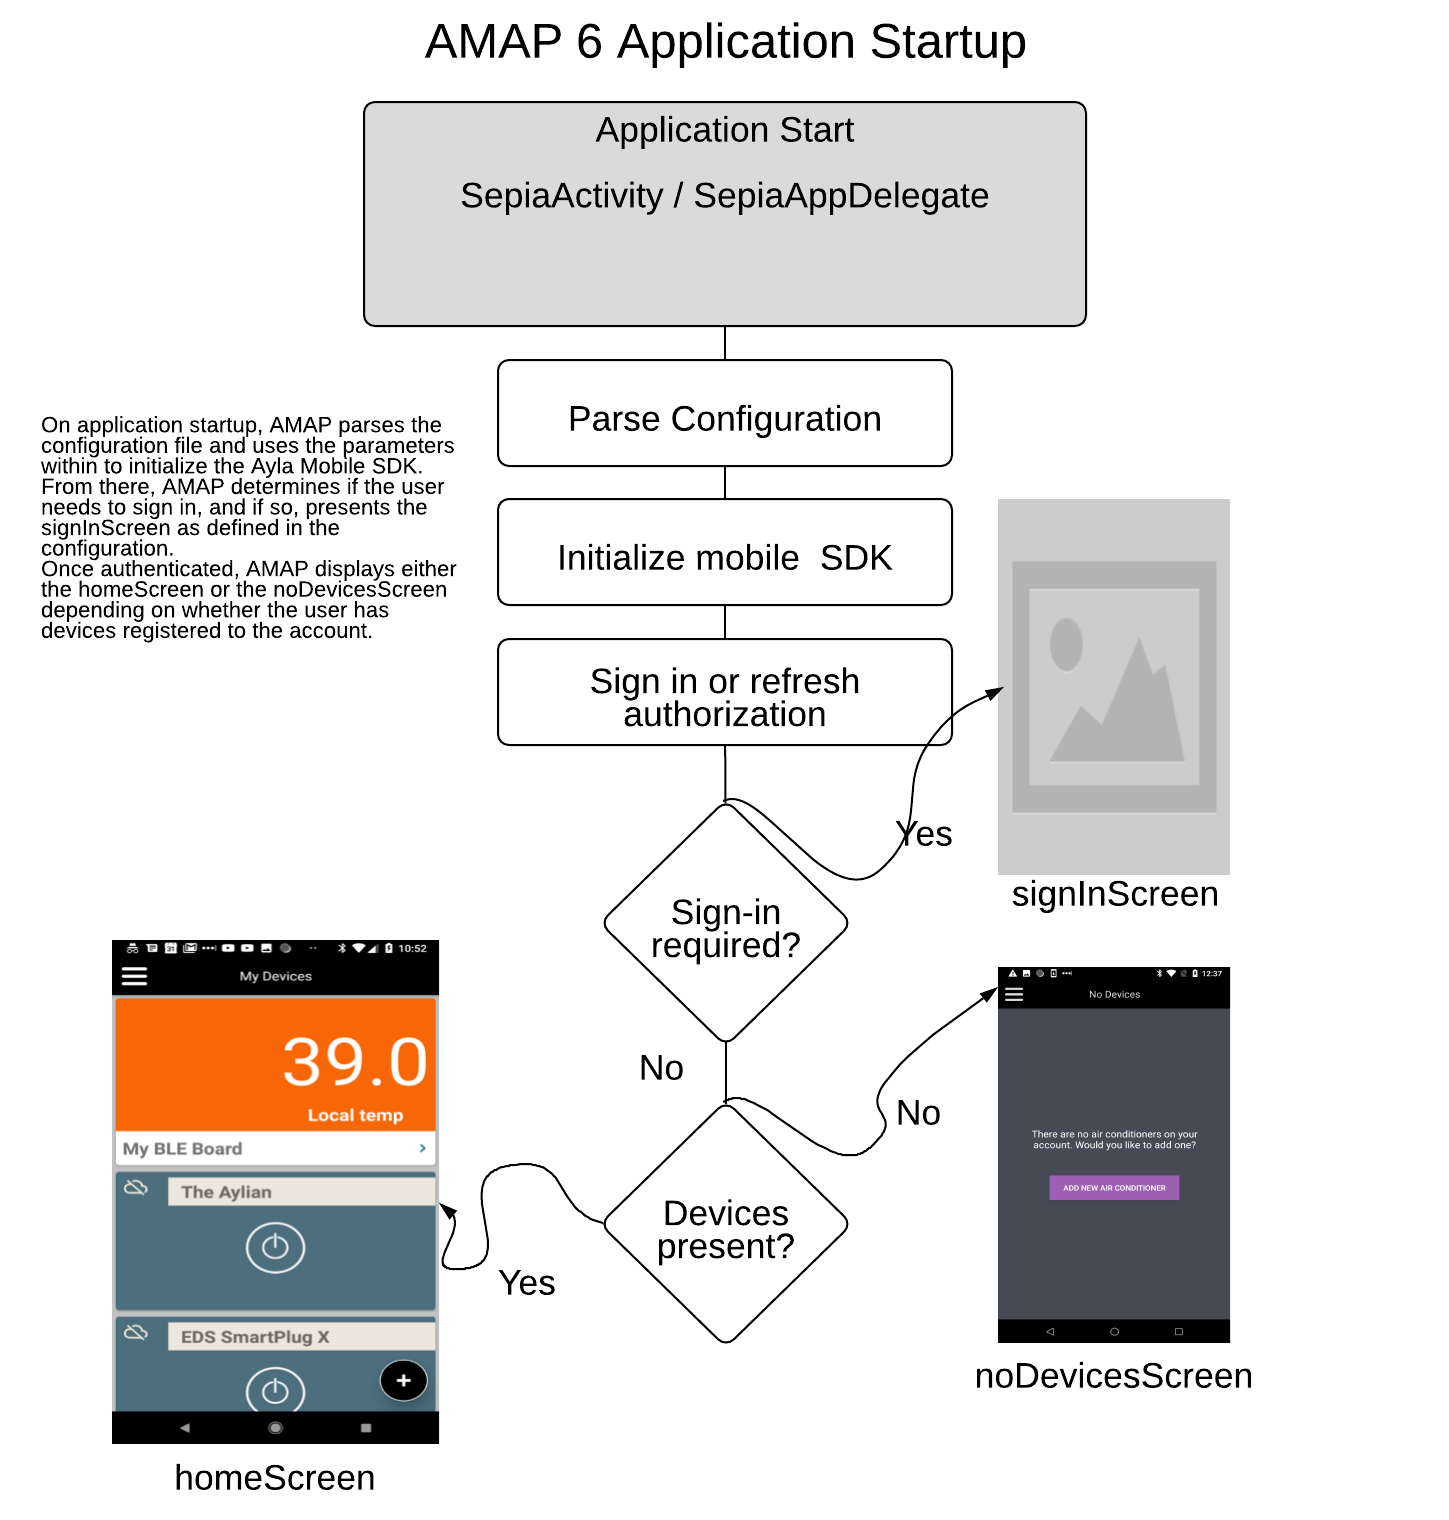 AMAP 6 Application Startup
Application Start
SepiaActivity / SepiaAppDelegate
Parse Configuration
On application startup, AMAP parses the
configuration file and uses the parameters
within to initialize the Ayla Mobile SDK.
From there, AMAP determines if the user
needs to sign in, and if so, presents the
signInScreen as defined in the
configuration.
Once authenticated, AMAP displays either
the homeScreen or the noDevicesScreen
depending on whether the user has
devices registered to the account.
Initialize mobile  SDK
Sign in or refresh
authorization
Yes
signInScreen
Sign-in
required?
No
10:52
My Devices
39.0
Local temp
My BLE Board
The Aylian
EDS SmartPlug X
homeScreen
Yes
Devices
present?
No
12:37
No Devices
There are no air conditioners on your
account. Would you like to add one?
ADD NEW AIR CONDITIONER
noDevicesScreen